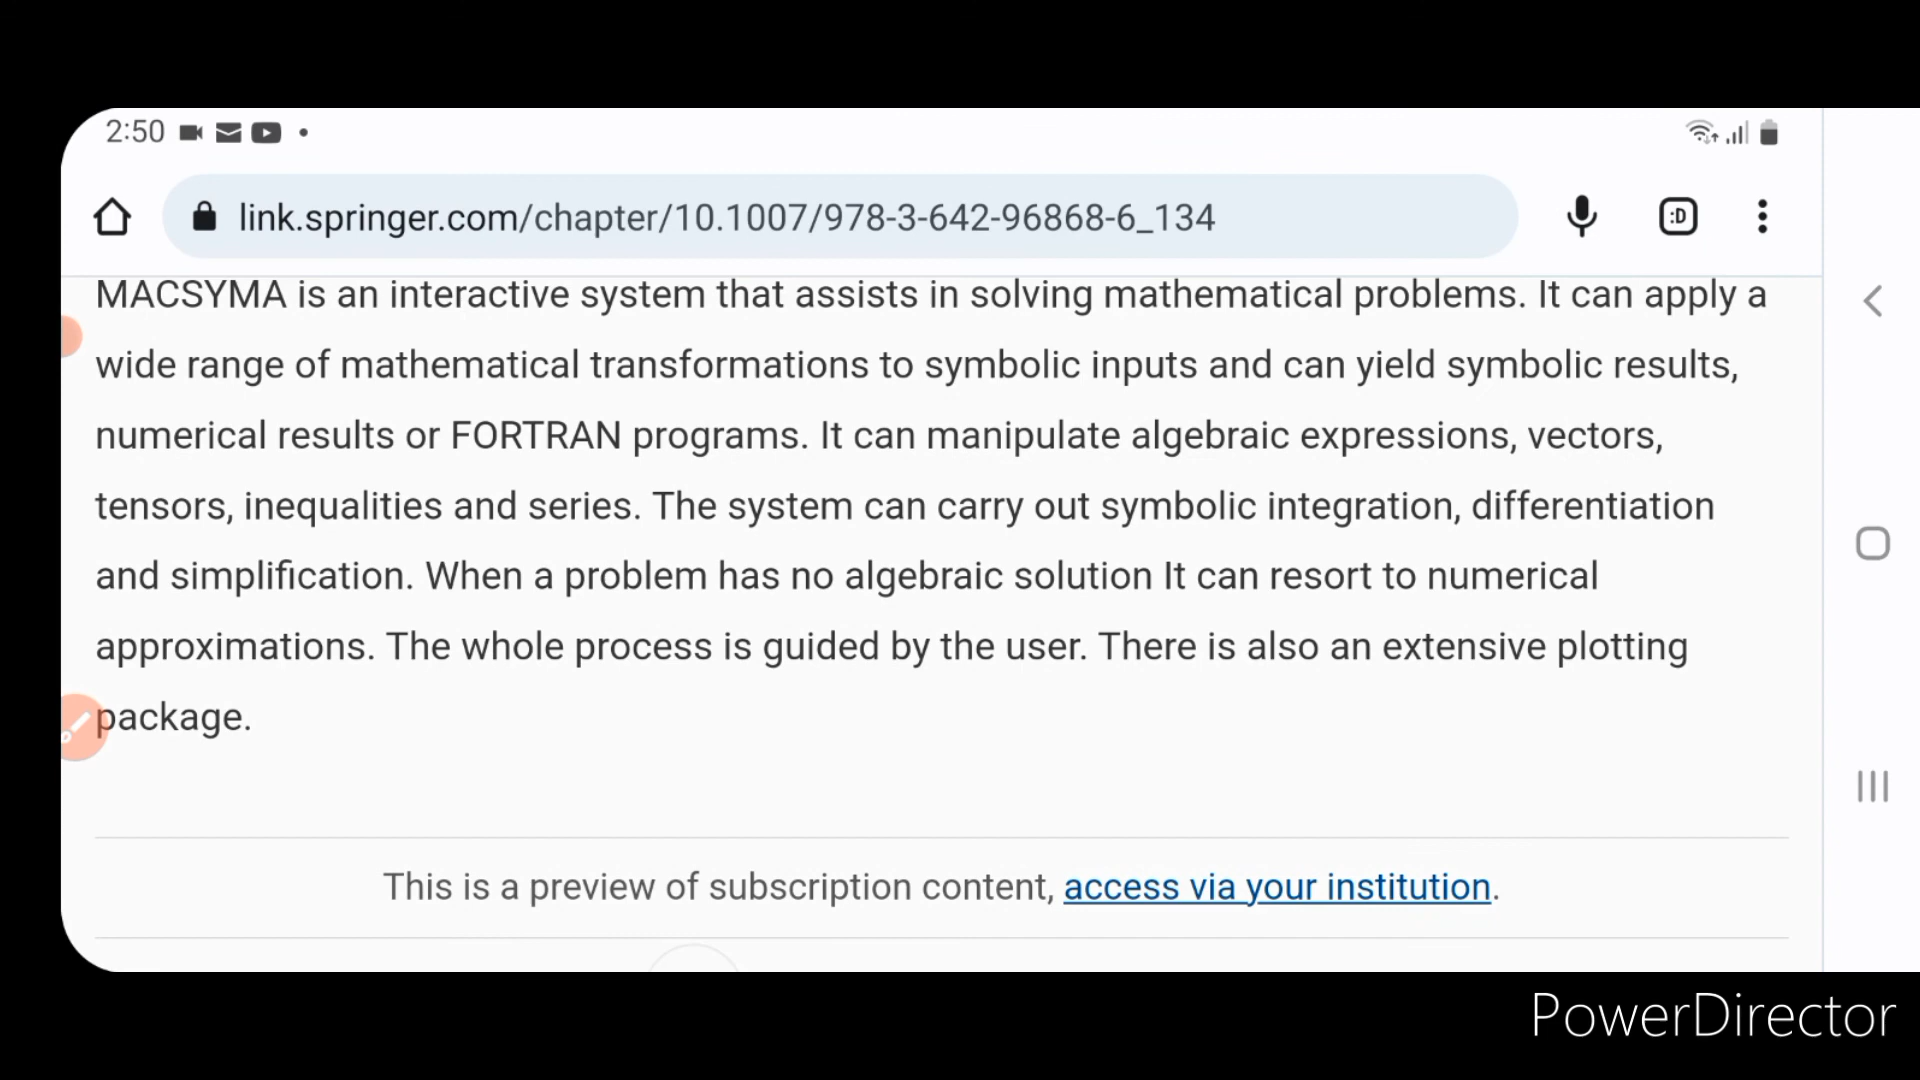 2:50
link.springer.com/chapter/10.1007/978-3-642-96868-6_134
:D
MACSYMA is an interactive system that assists in solving mathematical problems. It can apply a
wide range of mathematical transformations to symbolic inputs and can yield symbolic results,
numerical results or FORTRAN programs. It can manipulate algebraic expressions, vectors,
tensors, inequalities and series. The system can carry out symbolic integration, differentiation
and simplification. When a problem has no algebraic solution It can resort to numerical
approximations. The whole process is guided by the user. There is also an extensive plotting
package.
This is a preview of subscription content, access via your institution.
PowerDirector